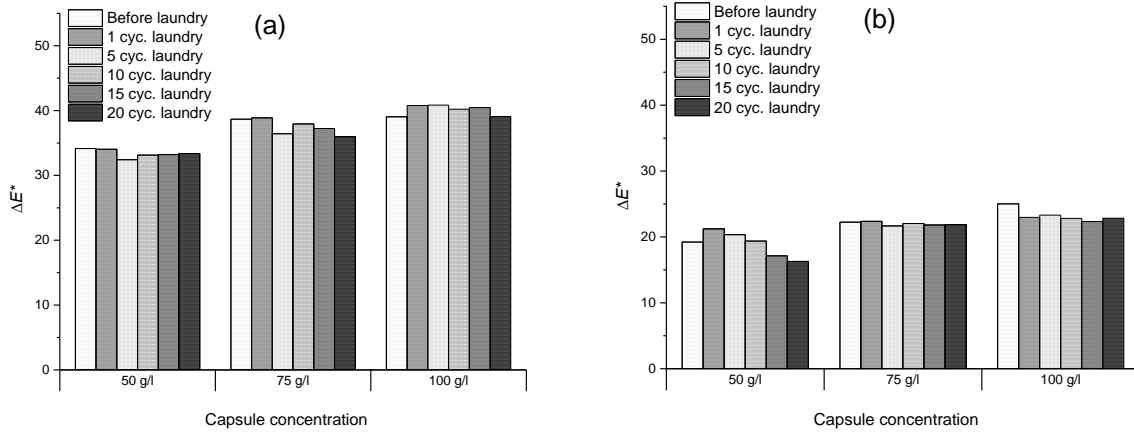 (a)
Before laundry
1 cyc. laundry
5 cyc. laundry
10 cyc. laundry
15 cyc. laundry
20 cyc. laundry
ΔE*
50
40
30
20
10
0
50 g/l 75 g/l 100 g/l
Capsule concentration
(b)
Before laundry
1 cyc. laundry
5 cyc. laundry
10 cyc. laundry
15 cyc. laundry
20 cyc. laundry
ΔE*
50
40
30
20
10
0
50 g/l 75 g/l 100 g/l
Capsule concentration